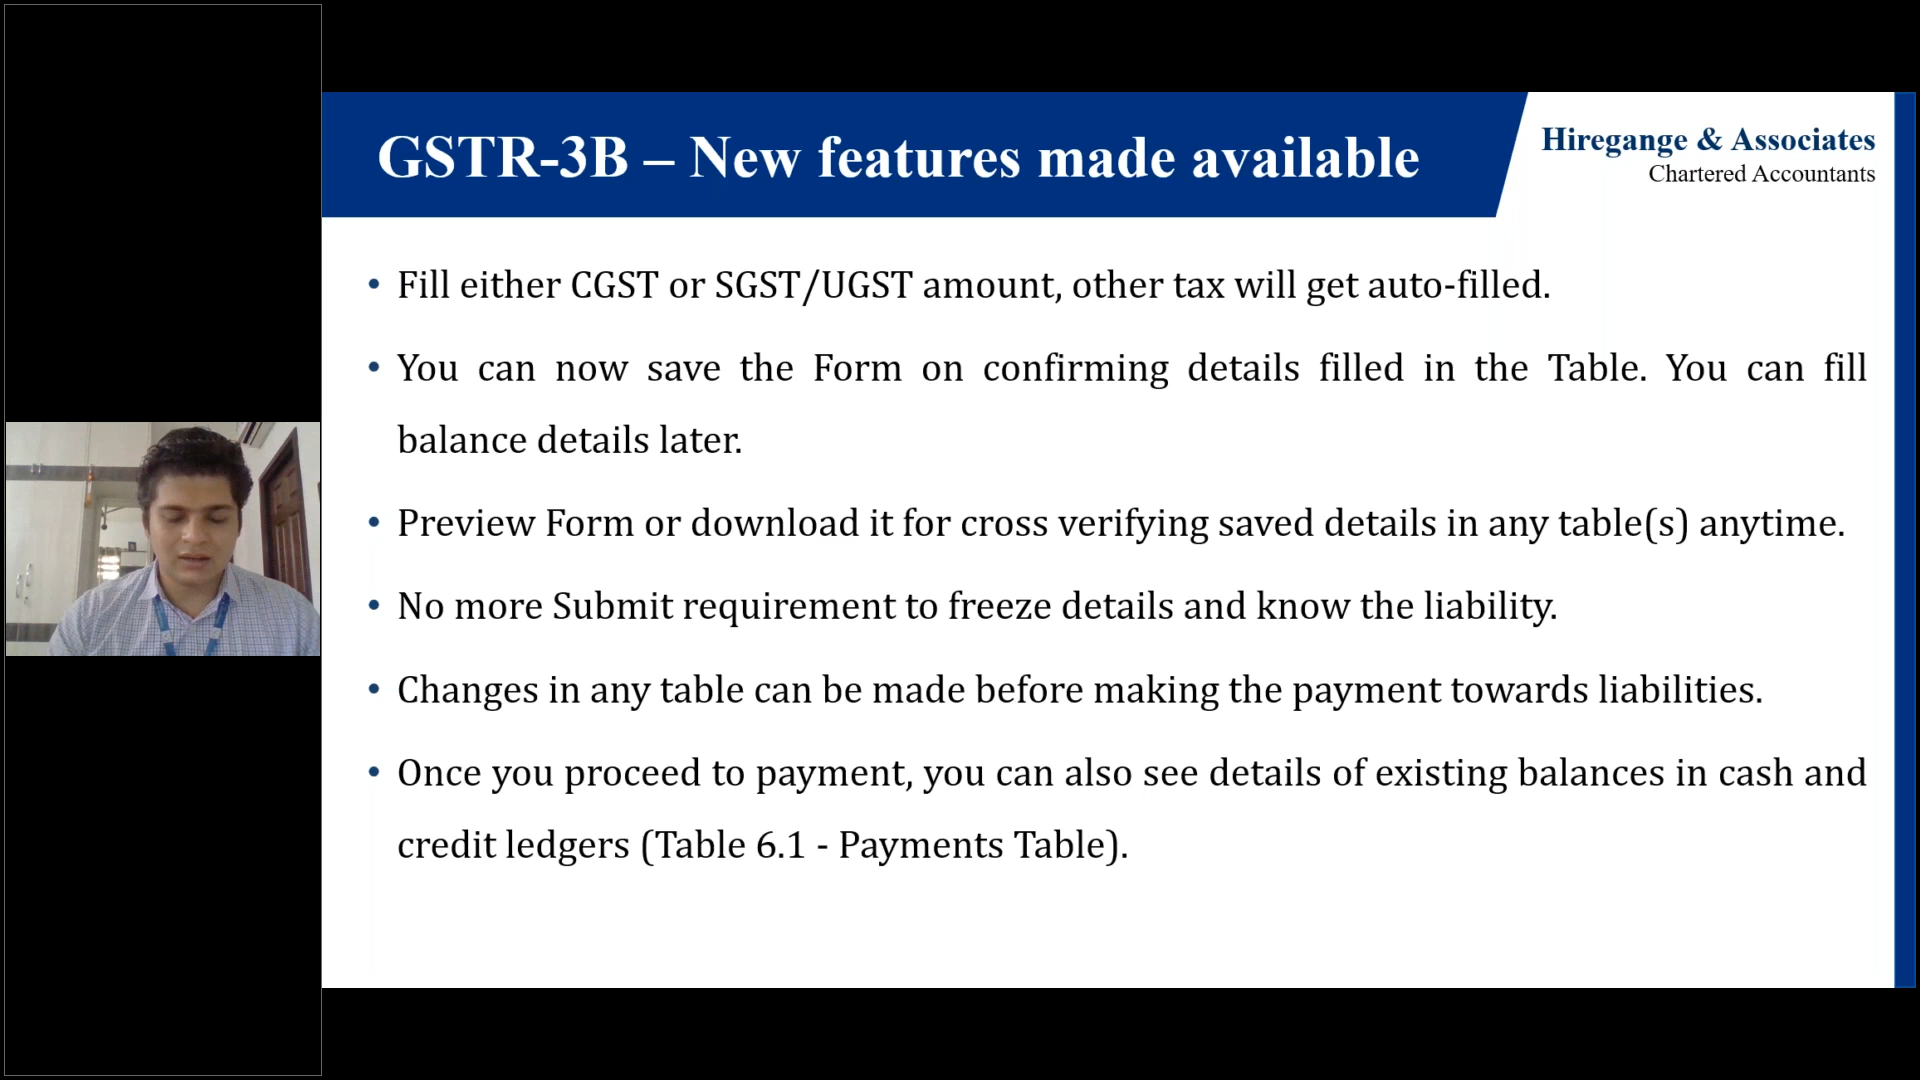 GSTR-3B – New features made available
Hiregange & Associates
Chartered Accountants
• Fill either CGST or SGST/UGST amount, other tax will get auto-filled.
• You can now save the Form on confirming details filled in the Table. You can fill
balance details later.
• Preview Form or download it for cross verifying saved details in any table(s) anytime.
• No more Submit requirement to freeze details and know the liability.
• Changes in any table can be made before making the payment towards liabilities.
• Once you proceed to payment, you can also see details of existing balances in cash and
credit ledgers (Table 6.1 - Payments Table).